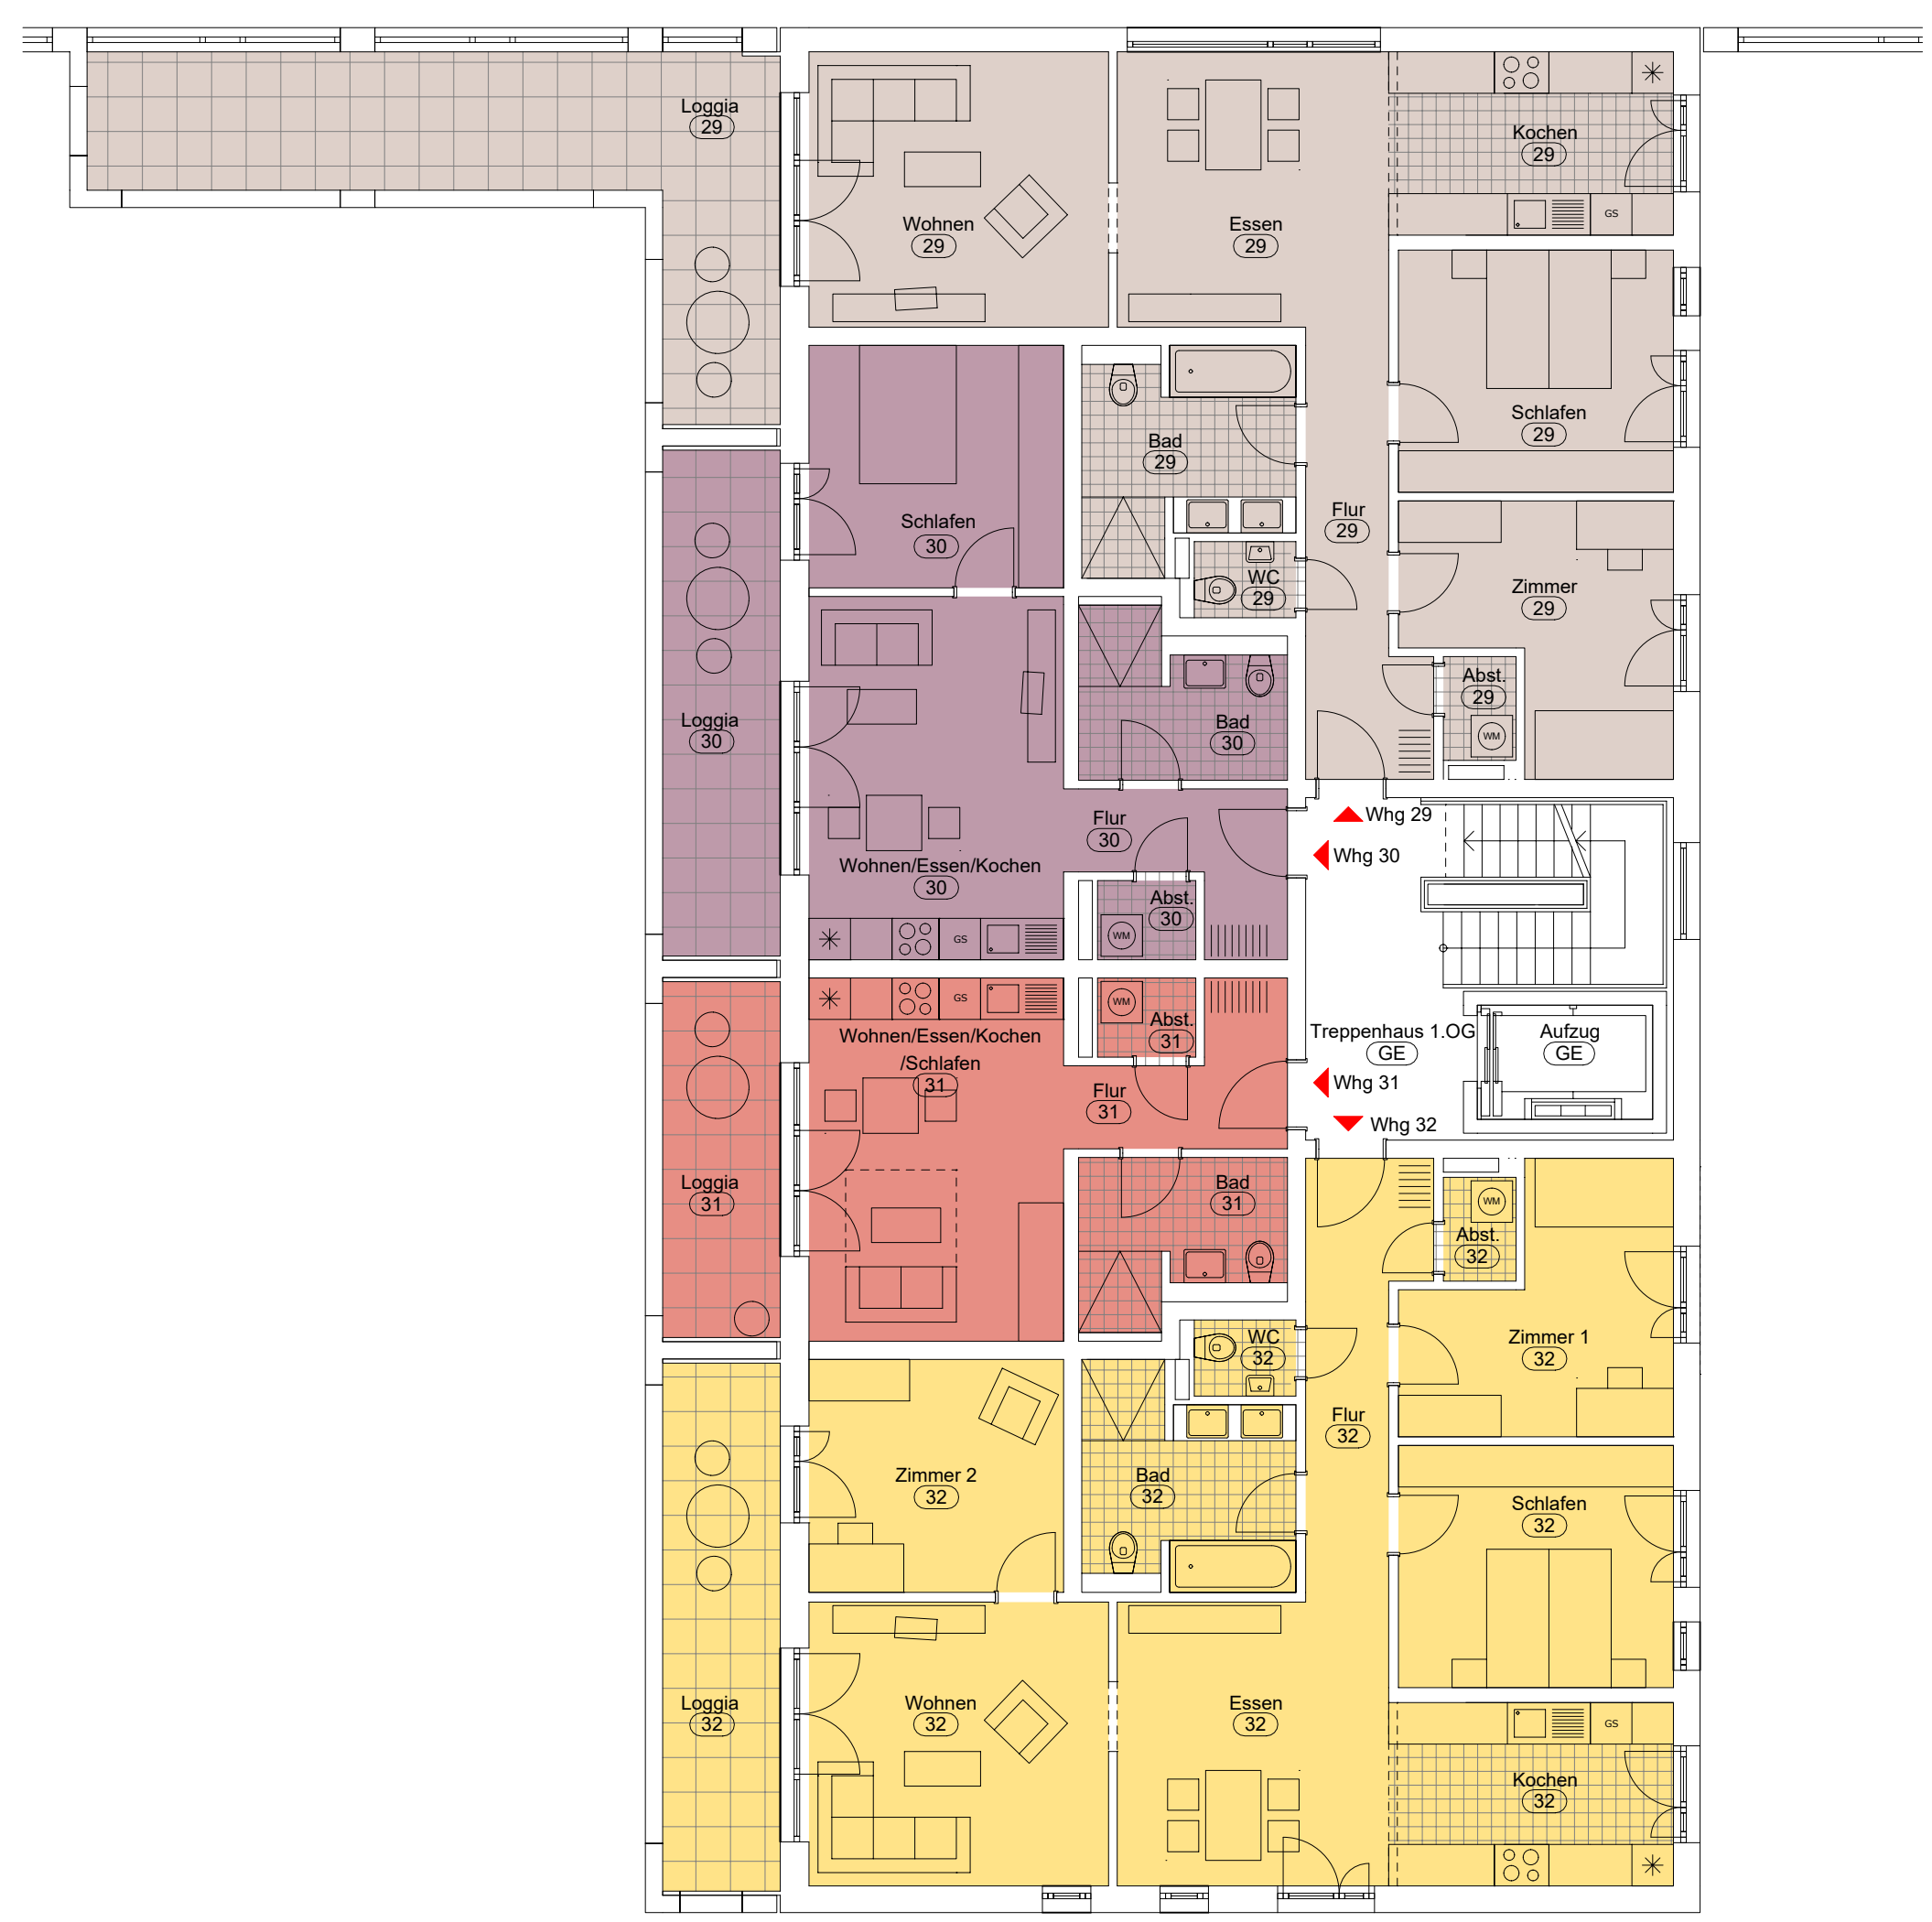 Loggia
29
Wohnen
29
Essen
29
Kochen
29
GS
Schlafen
29
Bad
29
Flur
29
WC
29
Zimmer
29
Abst.
29
WM
Schlafen
30
Loggia
30
Bad
30
Flur
30
Wohnen/Essen/Kochen
30
Abst.
30
WM
GS
Whg 29
Whg 30
Treppenhaus 1.OG
GE
Aufzug
GE
Whg 31
Whg 32
GS
WM
Abst.
31
Wohnen/Essen/Kochen
/Schlafen
31
Flur
31
Loggia
31
Bad
31
WM
Abst.
32
WC
32
Zimmer 1
32
Flur
32
Zimmer 2
32
Bad
32
Schlafen
32
Loggia
32
Wohnen
32
Essen
32
GS
Kochen
32